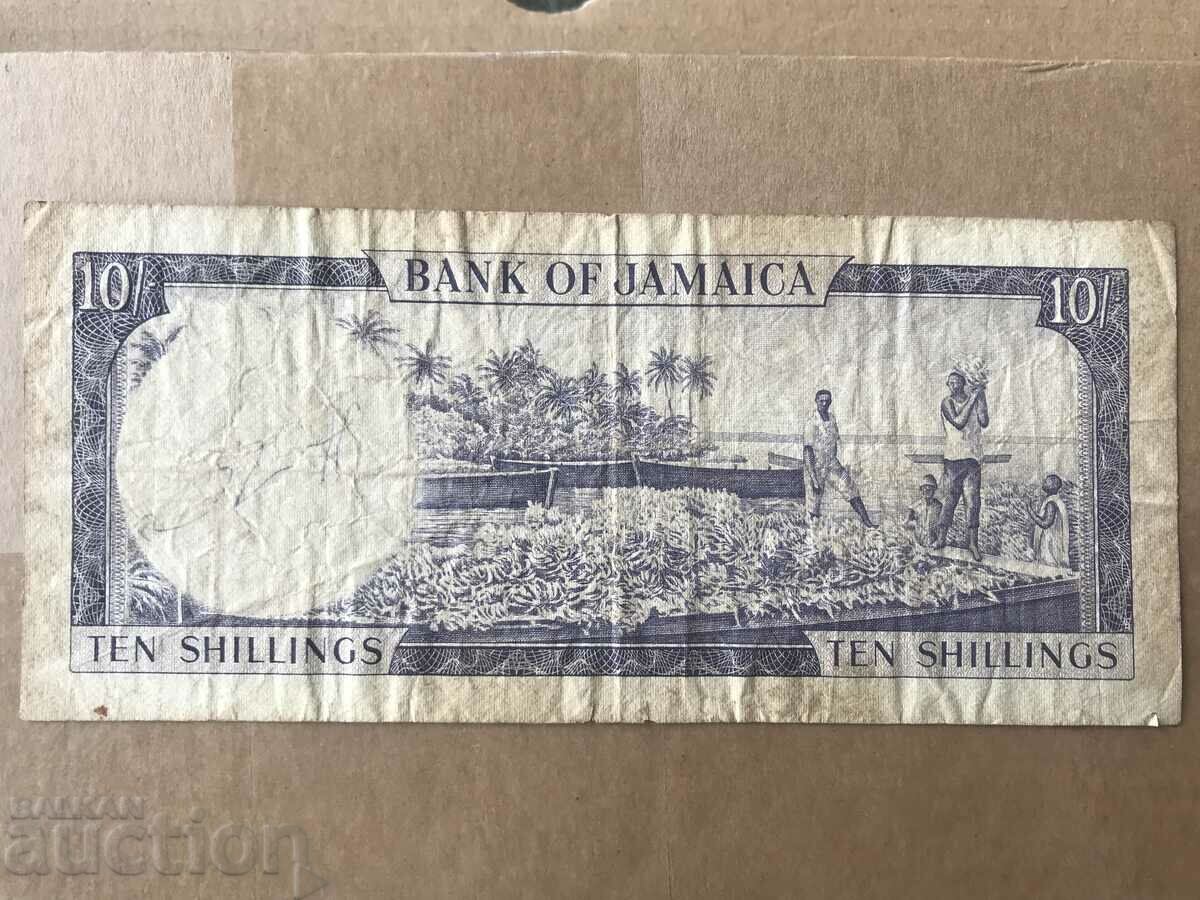 10/-
BANK OF JAMAICA
10/-
TEN SHILLINGS
TEN SHILLINGS
BALKAN
auction